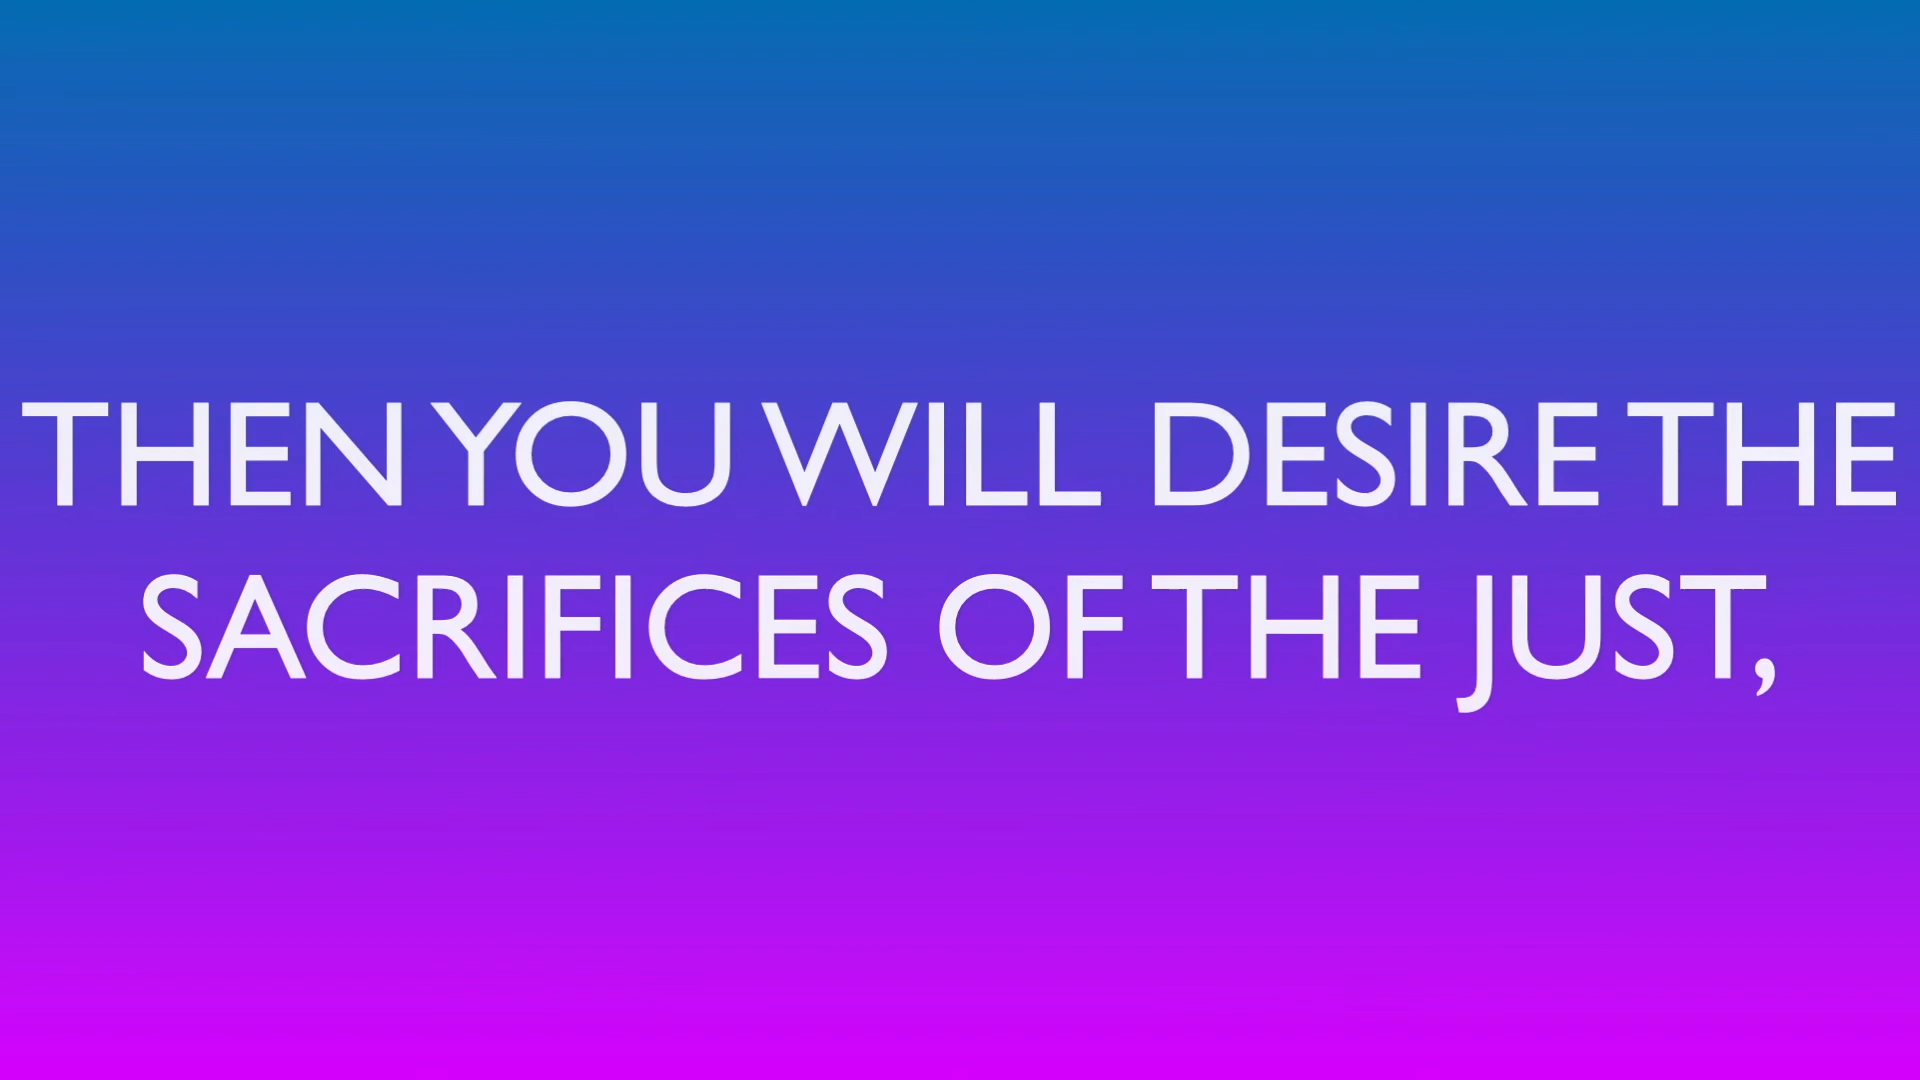 THEN YOU WILL DESIRE THE
SACRIFICES OF THE JUST,